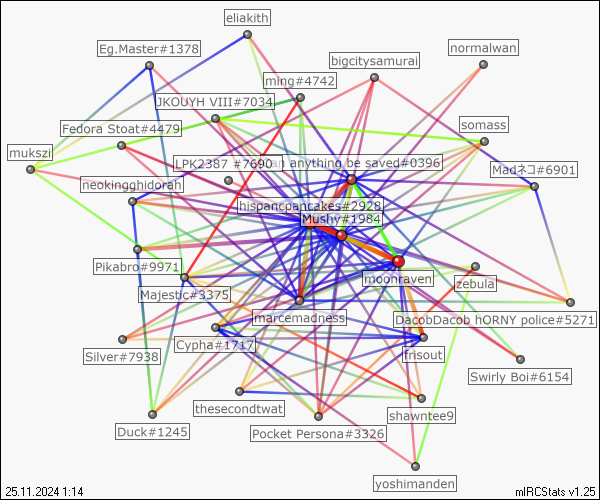 eliakith
Eg.Master#1378
normalwan
bigcitysamurai
ming#4742
JKOUYH VIII#7034
Fedora Stoat#4479
somass
mukszi
LPK2387 #7690
an anything be saved#0396
Madネコ#6901
neokingghidorah
hispancpancakes#2928
Mushy#1984
Pikabro#9971
moonraven
zebula
Majestic#3375
marcemadness
DacobDacob hORNY police#5271
Cypha#1717
frisout
Silver#7938
Swirly Boi#6154
thesecondtwat
shawntee9
Duck#1245
Pocket Persona#3326
yoshimanden
25.11.2024 1:14
mIRCStats v1.25